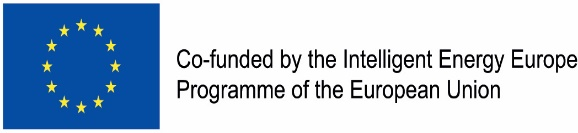 Co-funded by the Intelligent Energy Europe
Programme of the European Union